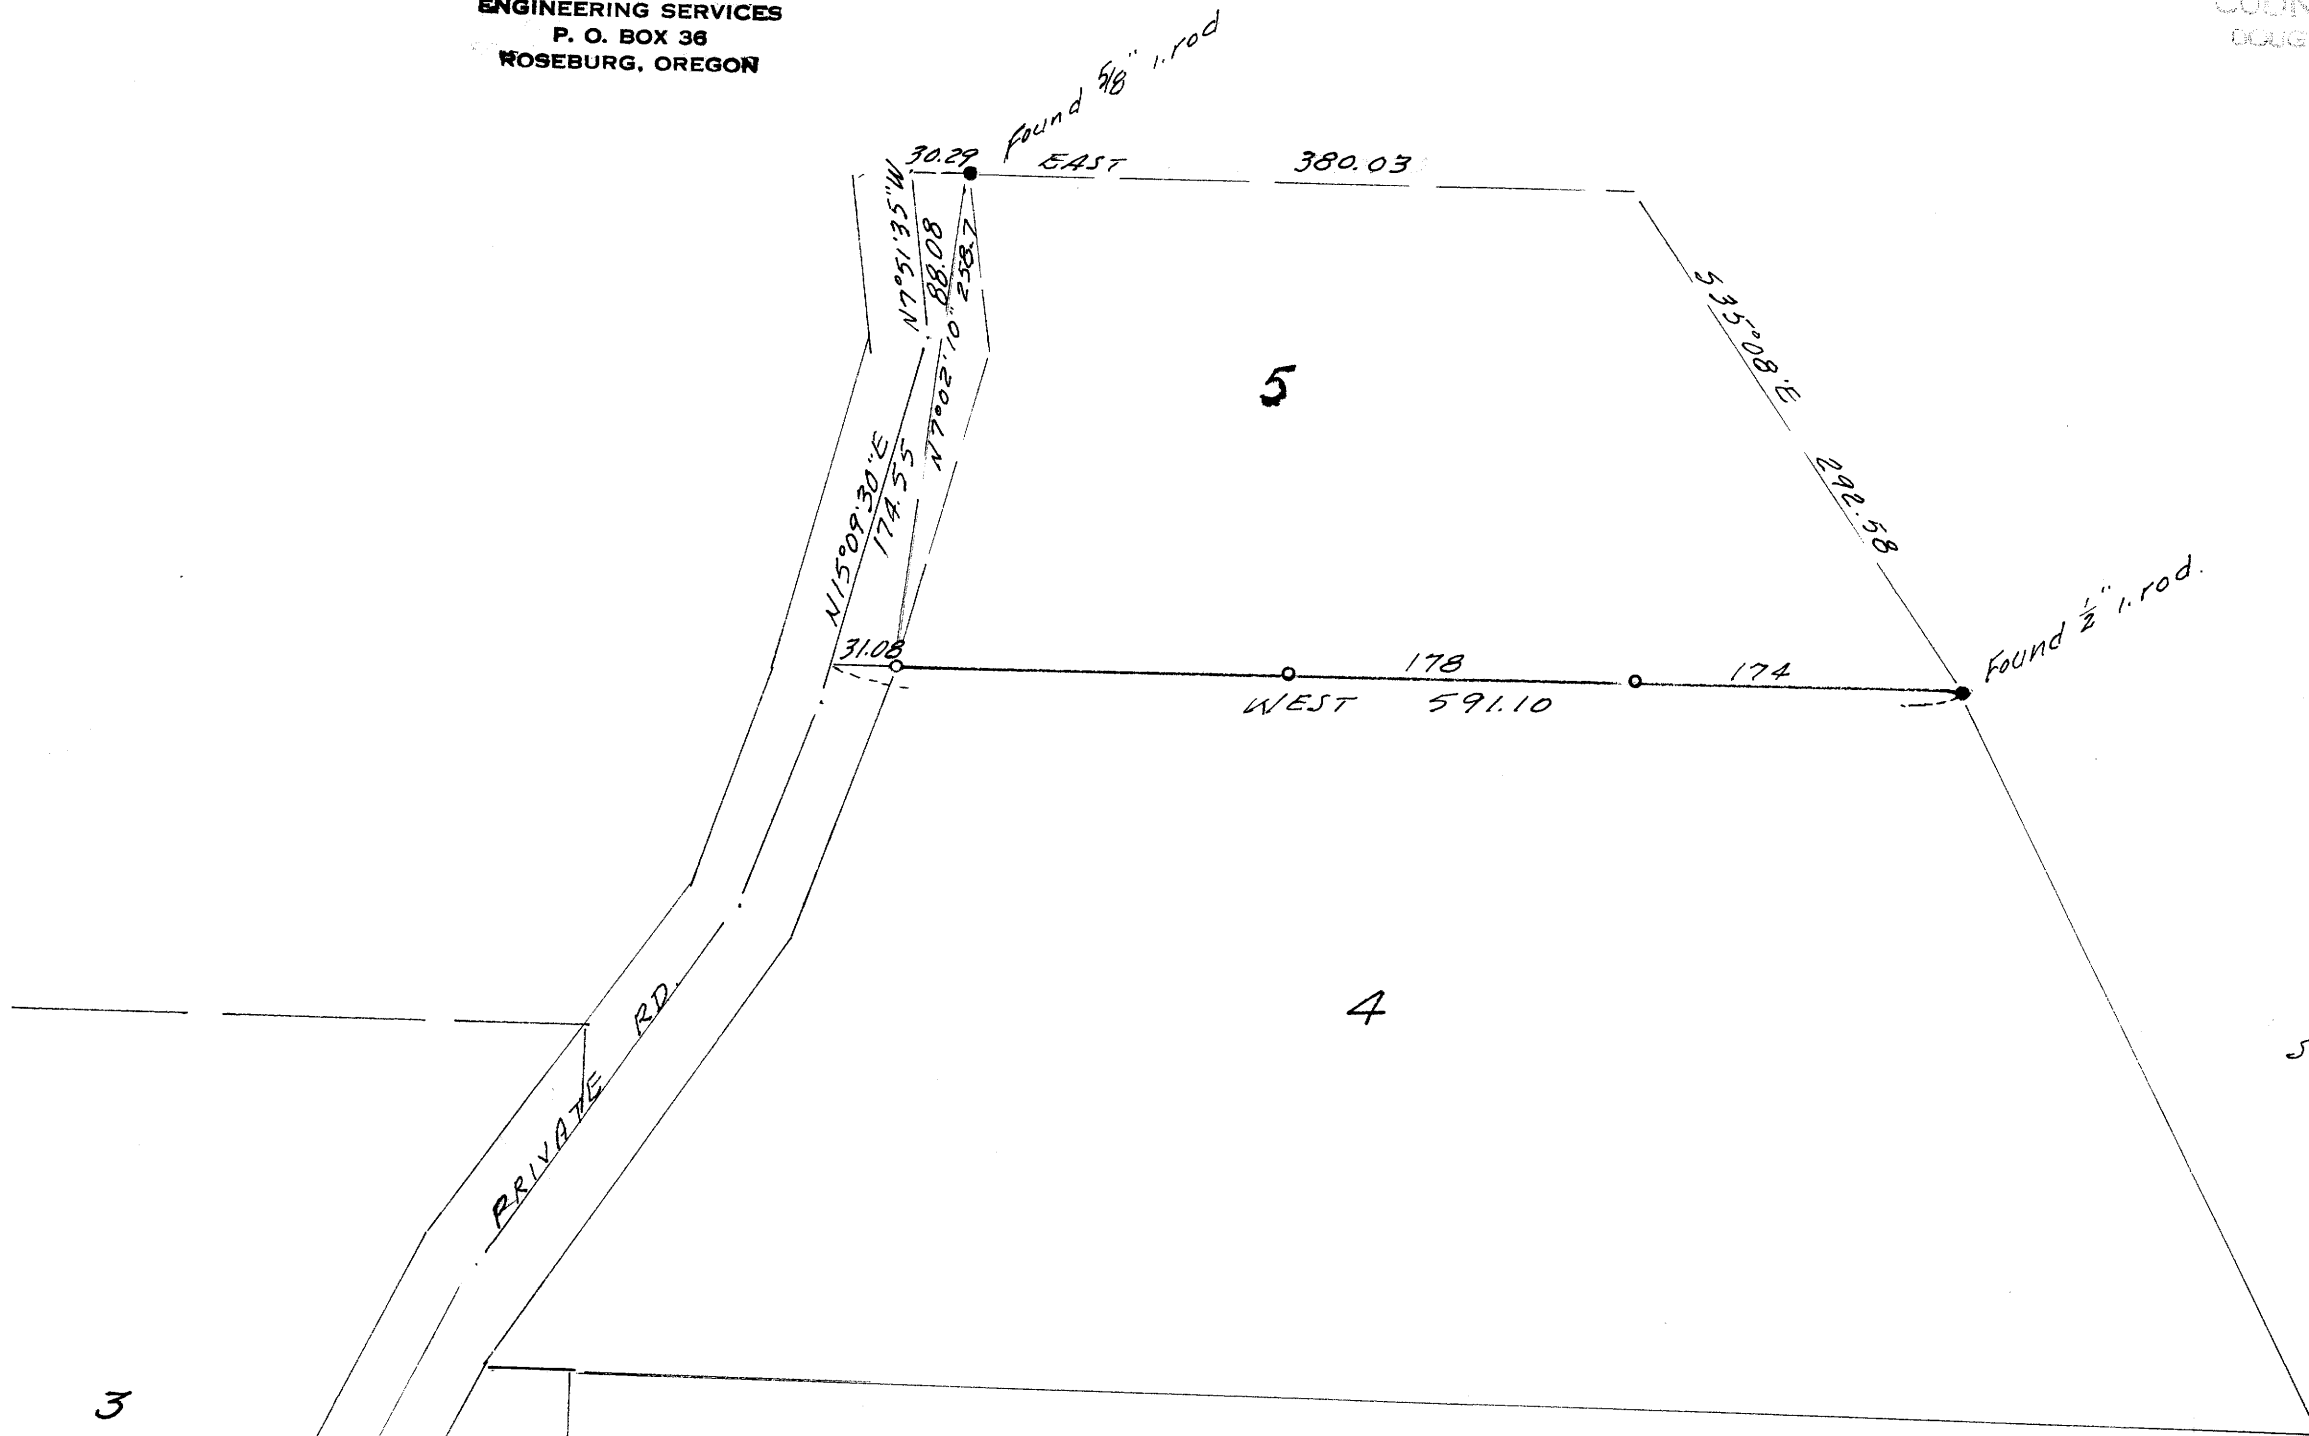 ENGINEERING SERVICES
P. O. BOX 36
ROSEBURG, OREGON
Found 5/8" i. rod
30.29
EAST 380.03
N7°51'35"W
88.08
258.7
N7°02'10"
5
S35°08'E
292.58
N15°09'30"E
174.55
31.08
178
174
WEST 591.10
Found 1/2" i. rod.
4
PRIVATE RD.
3
S